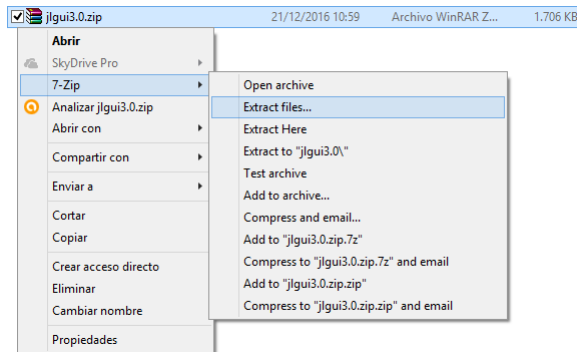 jlgui3.0.zip 21/12/2016 10:59 Archivo WinRAR Z... 1.706 KB
Abrir
SkyDrive Pro
7-Zip
Analizar jlgui3.0.zip
Abrir con
Compartir con
Enviar a
Cortar
Copiar
Crear acceso directo
Eliminar
Cambiar nombre
Propiedades
Open archive
Extract files...
Extract Here
Extract to "jlgui3.0\"
Test archive
Add to archive...
Compress and email...
Add to "jlgui3.0.zip.7z"
Compress to "jlgui3.0.zip.7z" and email
Add to "jlgui3.0.zip.zip"
Compress to "jlgui3.0.zip.zip" and email